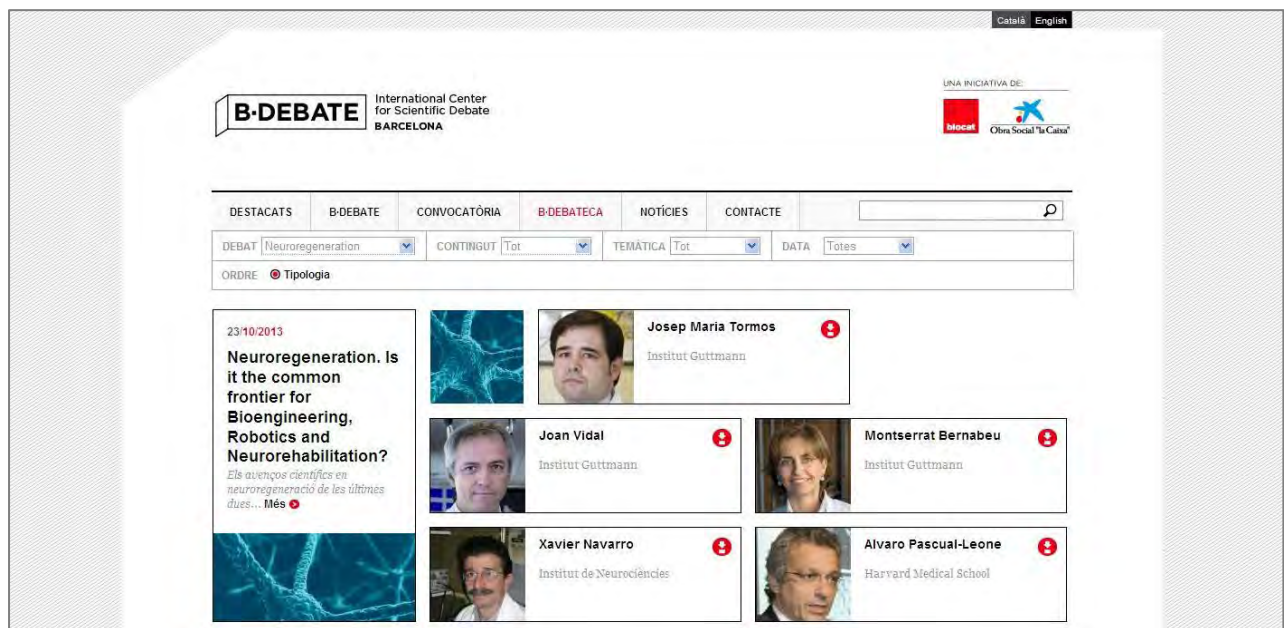 Català English
B·DEBATE
International Center
for Scientific Debate
BARCELONA
UNA INICIATIVA DE:
biocat
Obra Social "la Caixa"
DESTACATS B·DEBATE CONVOCATÒRIA B·DEBATECA NOTÍCIES CONTACTE
DEBAT Neuroregeneration CONTINGUT Tot TEMÀTICA Tot DATA Totes
ORDRE Tipologia
23/10/2013
Neuroregeneration. Is
it the common
frontier for
Bioengineering,
Robotics and
Neurorehabilitation?
Els avenços científics en
neuroregeneració de les últimes
dues... Més
Josep Maria Tormos
Institut Guttmann
Joan Vidal
Institut Guttmann
Montserrat Bernabeu
Institut Guttmann
Xavier Navarro
Institut de Neurociències
Alvaro Pascual-Leone
Harvard Medical School